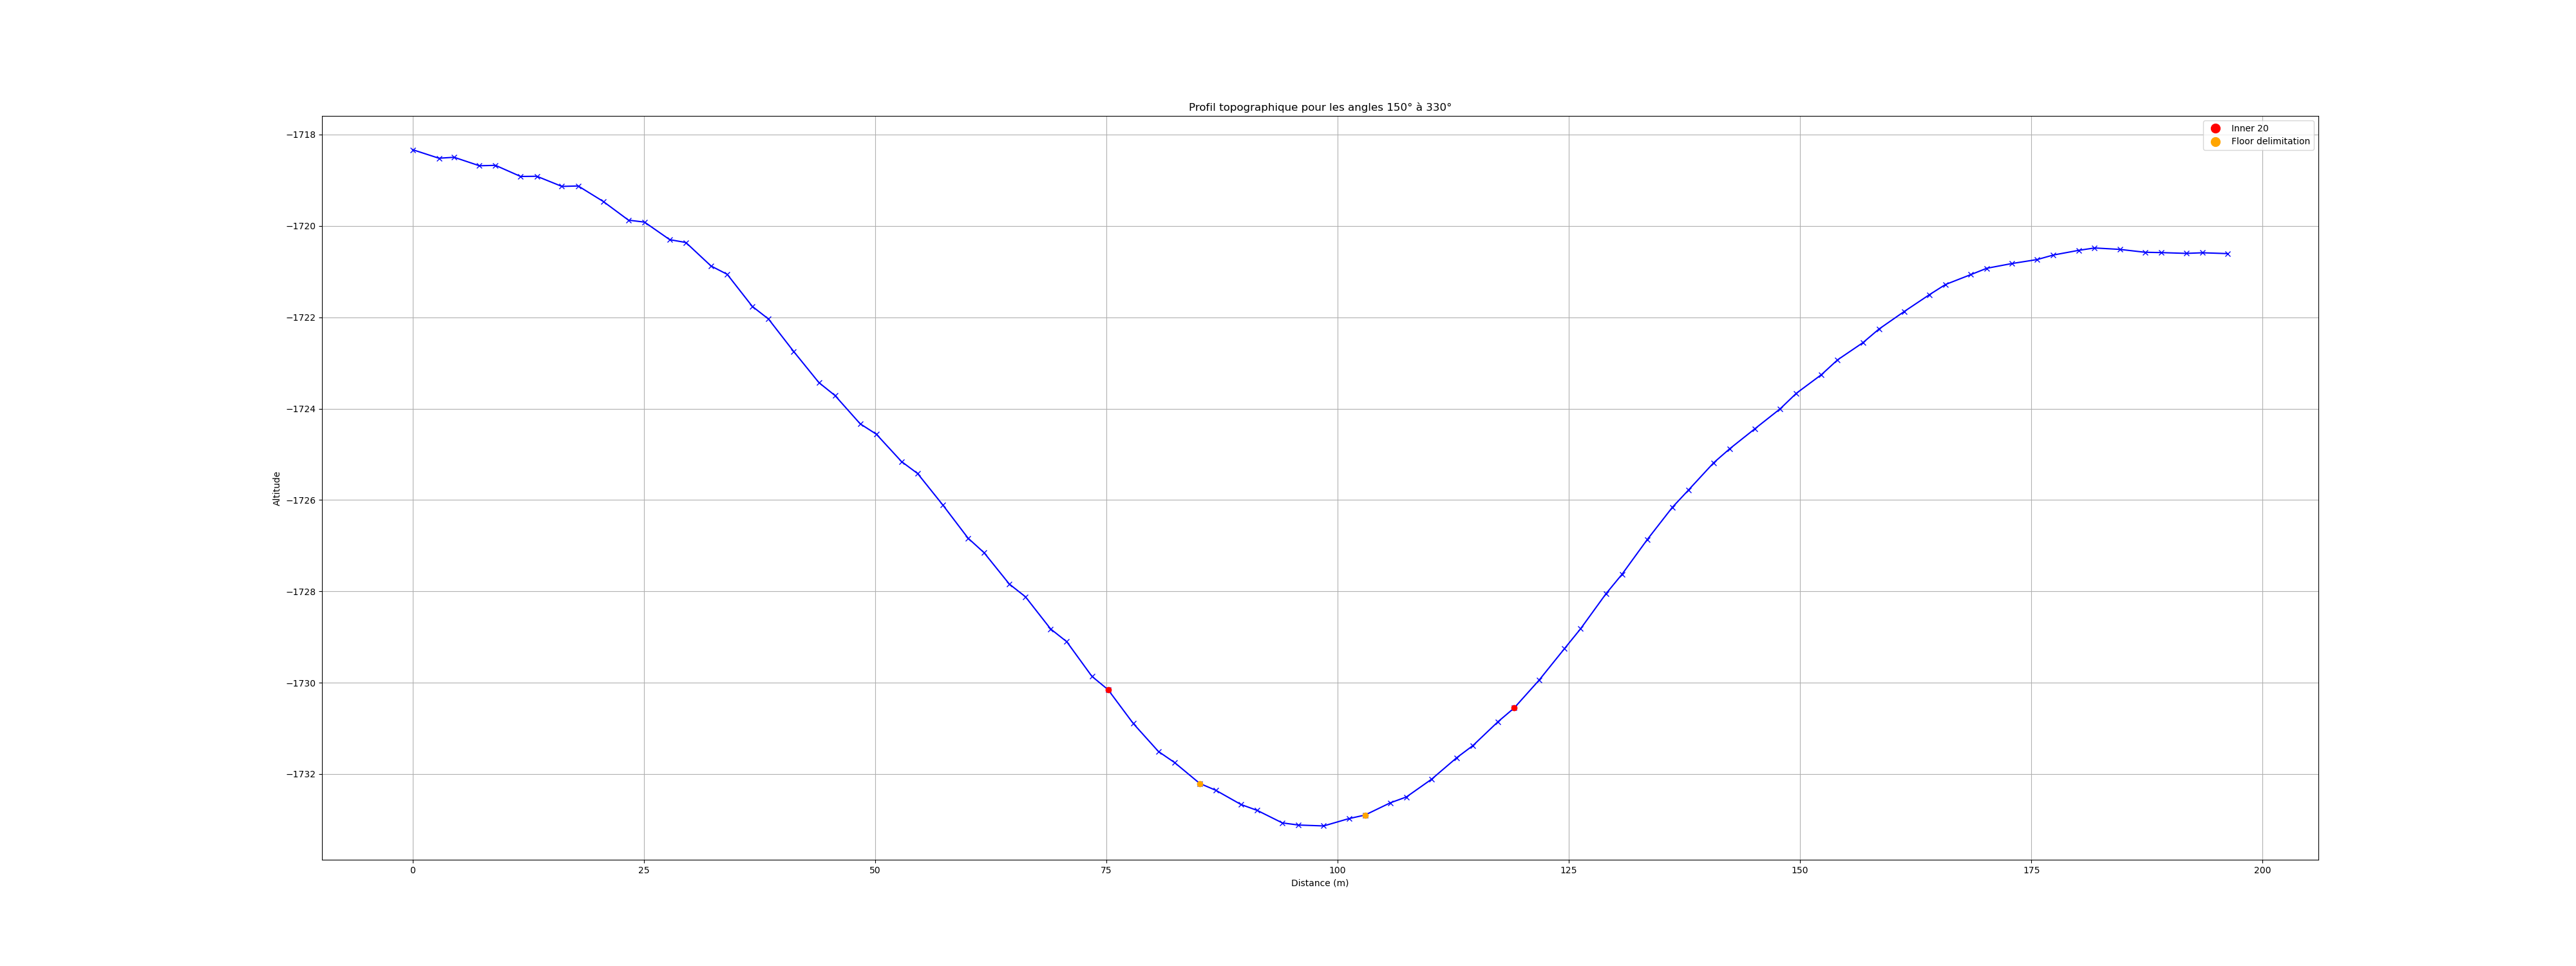 Profil topographique pour les angles 150° à 330°
Inner 20
Floor delimitation
Altitude
−1718
−1720
−1722
−1724
−1726
−1728
−1730
−1732
0 25 50 75 100 125 150 175 200
Distance (m)